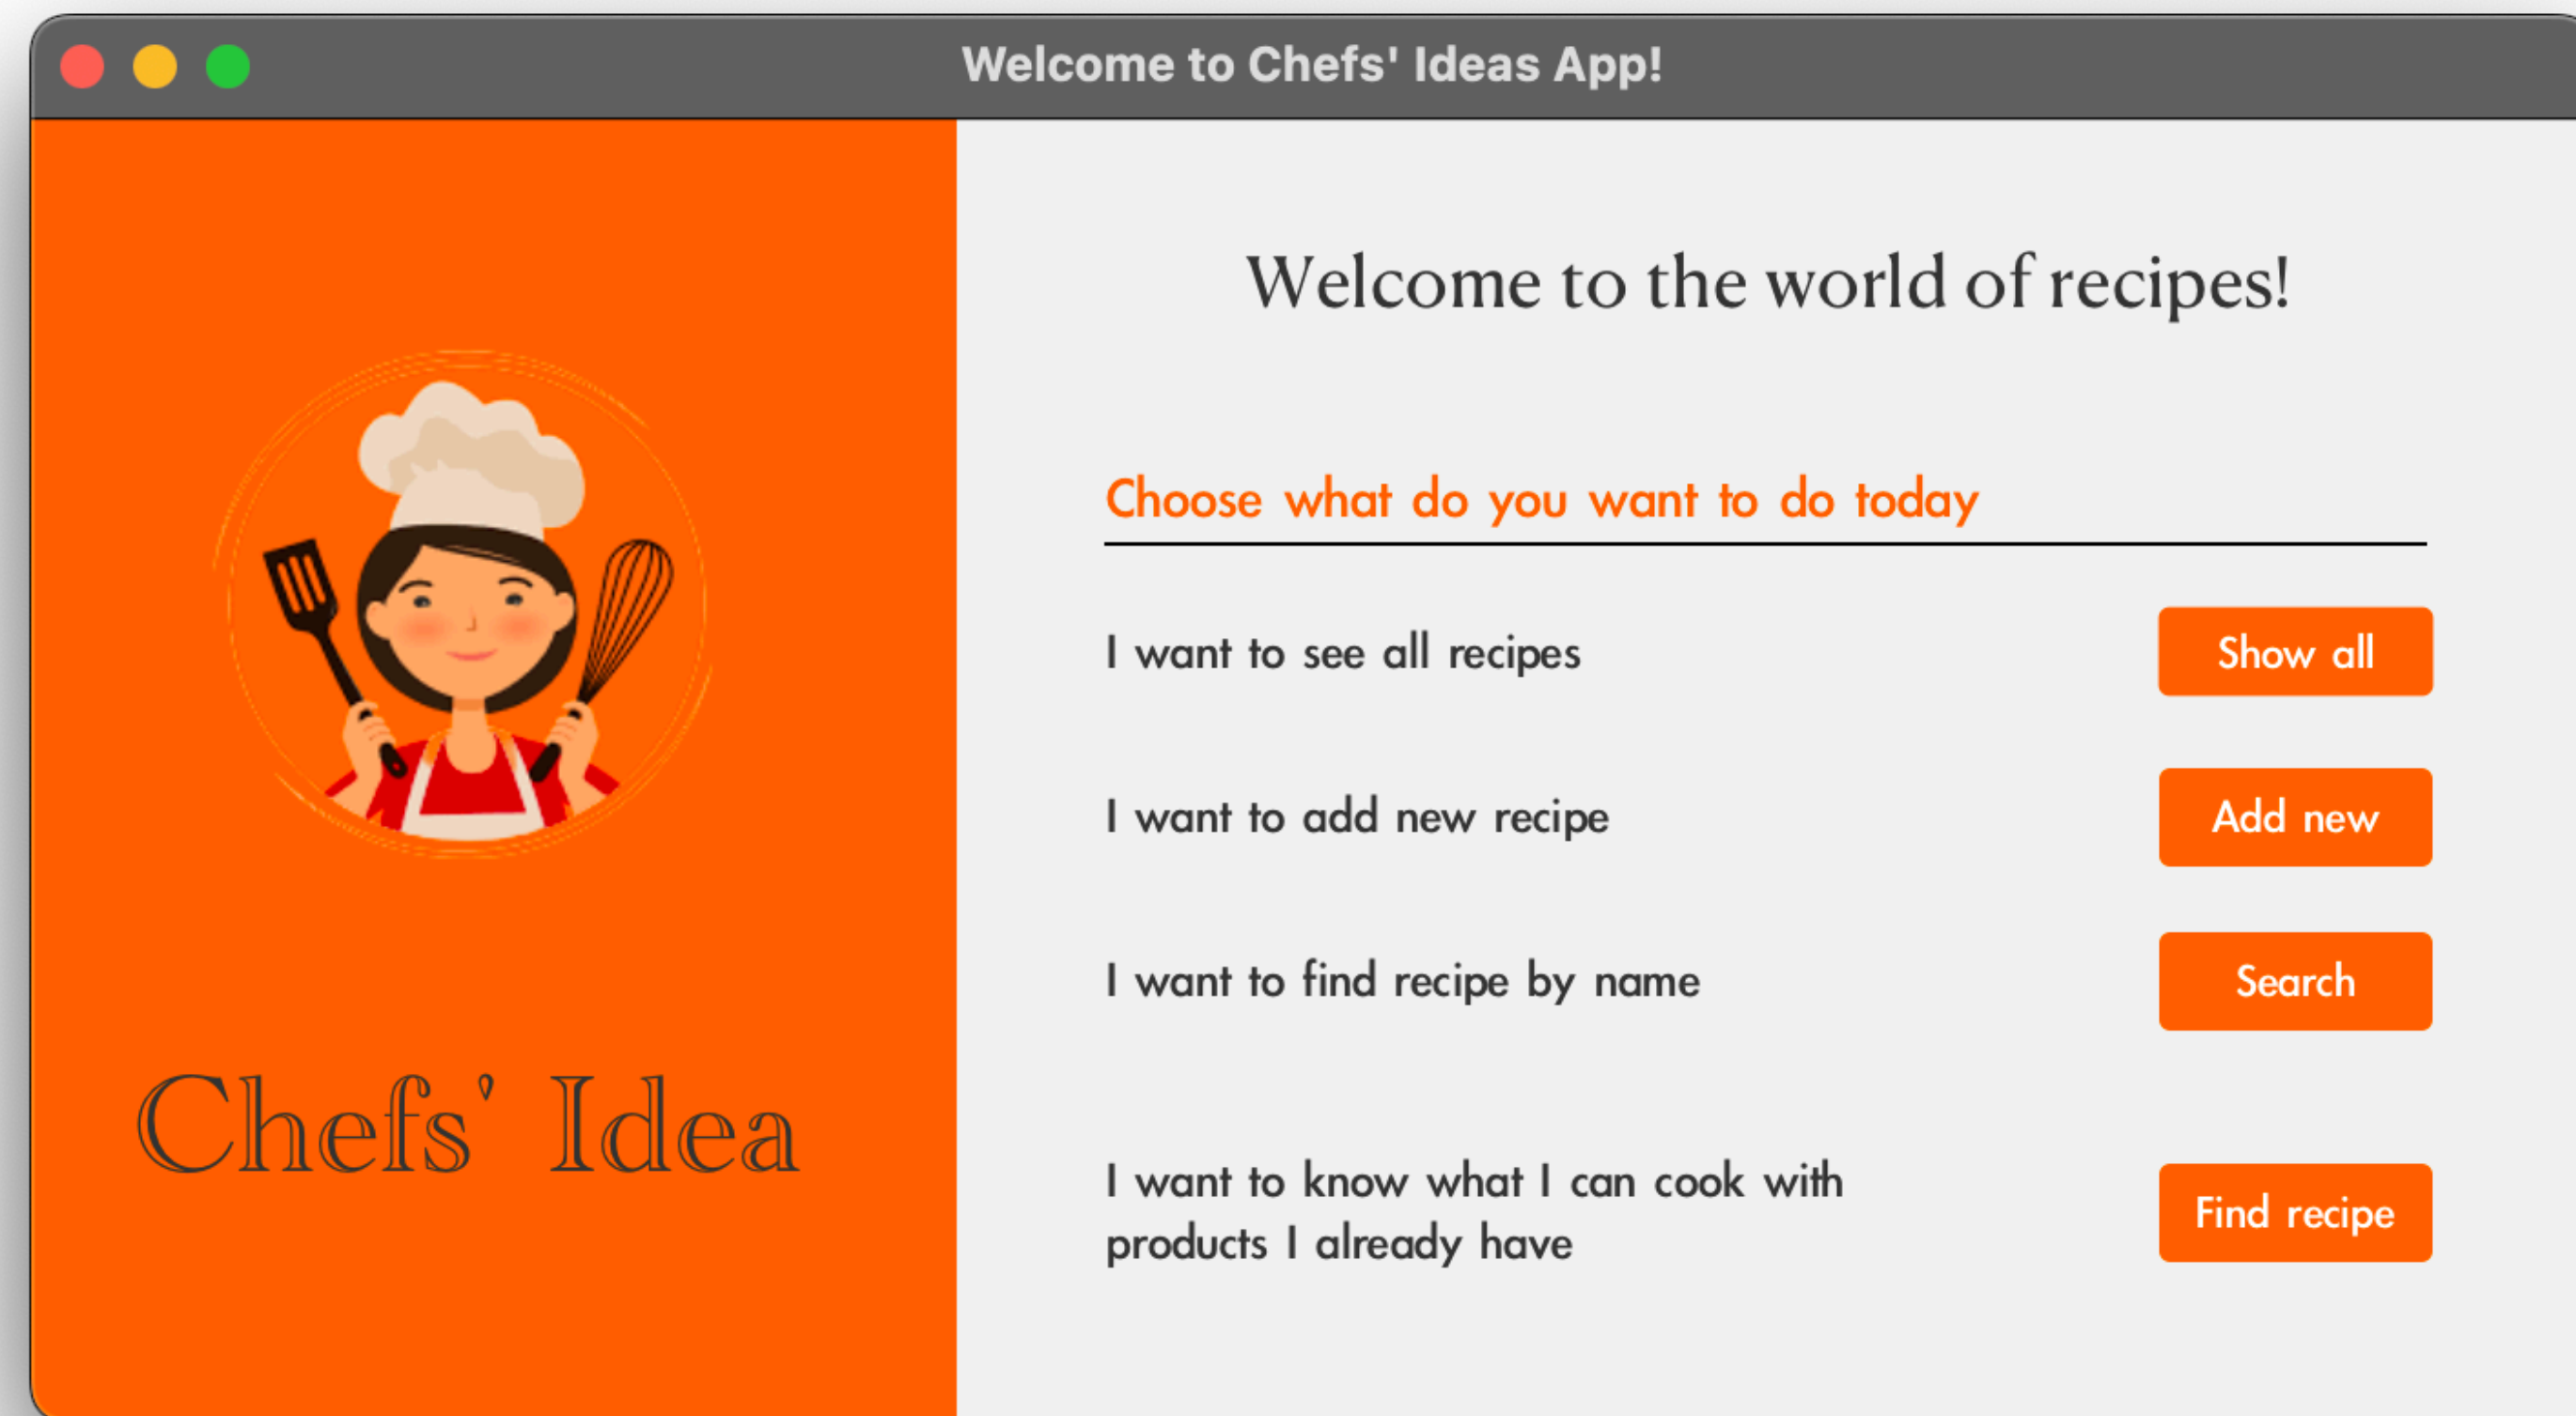 Welcome to Chefs' Ideas App!
Chefs' Idea
Welcome to the world of recipes!
Choose what do you want to do today
I want to see all recipes
Show all
I want to add new recipe
Add new
I want to find recipe by name
Search
I want to know what I can cook with
products I already have
Find recipe